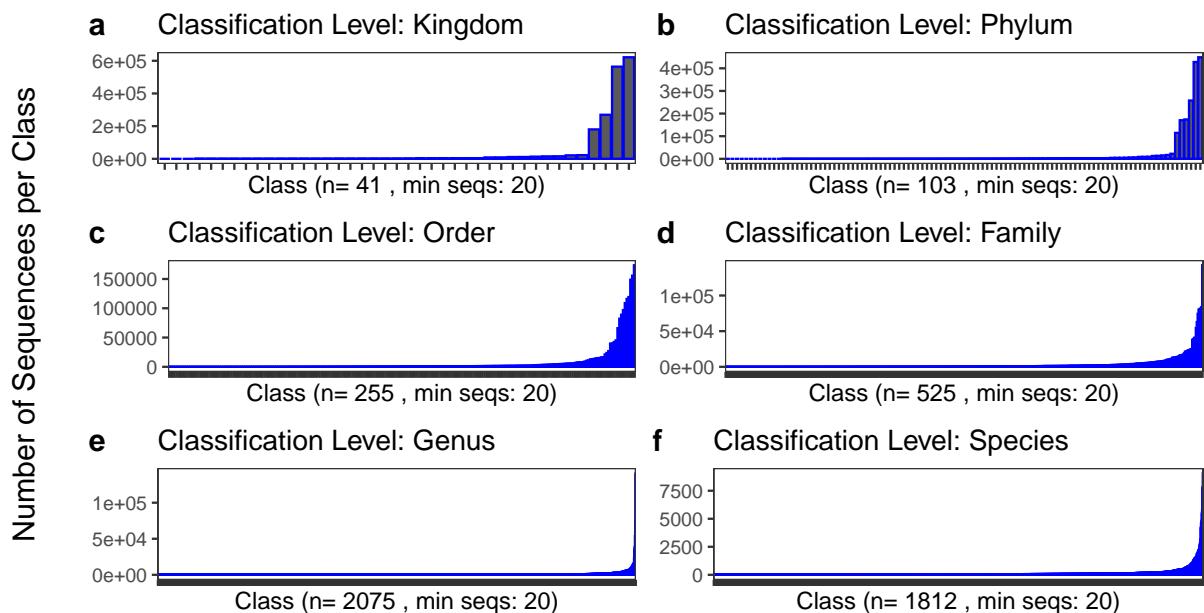 Number of Sequencees per Class
a Classification Level: Kingdom
6e+05
4e+05
2e+05
0e+00
Class (n= 41 , min seqs: 20)
b Classification Level: Phylum
4e+05
3e+05
2e+05
1e+05
0e+00
Class (n= 103 , min seqs: 20)
c Classification Level: Order
150000
100000
50000
0
Class (n= 255 , min seqs: 20)
d Classification Level: Family
1e+05
5e+04
0e+00
Class (n= 525 , min seqs: 20)
e Classification Level: Genus
1e+05
5e+04
0e+00
Class (n= 2075 , min seqs: 20)
f Classification Level: Species
7500
5000
2500
0
Class (n= 1812 , min seqs: 20)